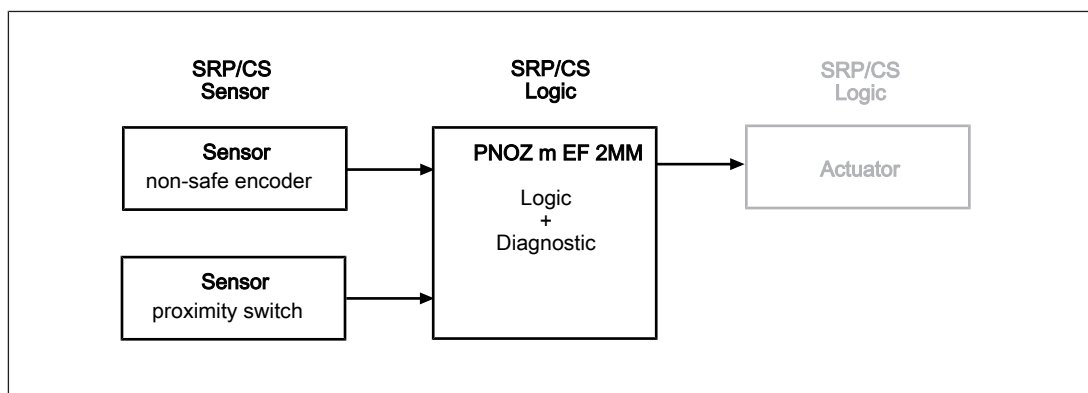 SRP/CS
Sensor
SRP/CS
Logic
SRP/CS
Logic
Sensor
non-safe encoder
PNOZ m EF 2MM
Logic
+
Diagnostic
Actuator
Sensor
proximity switch